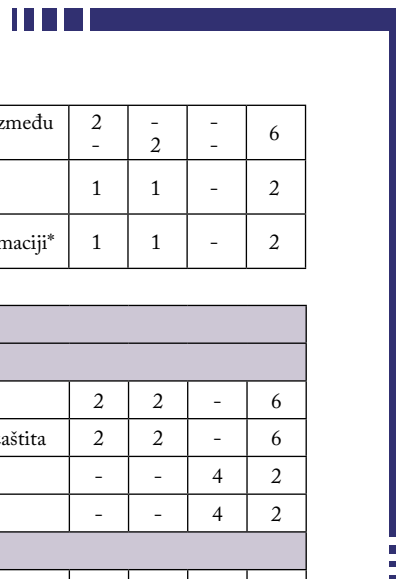 između 2 - - 6
- 2 -
1 1 - 2
maciji* 1 1 - 2
2 2 - 6
aštita 2 2 - 6
- - 4 2
- - 4 2